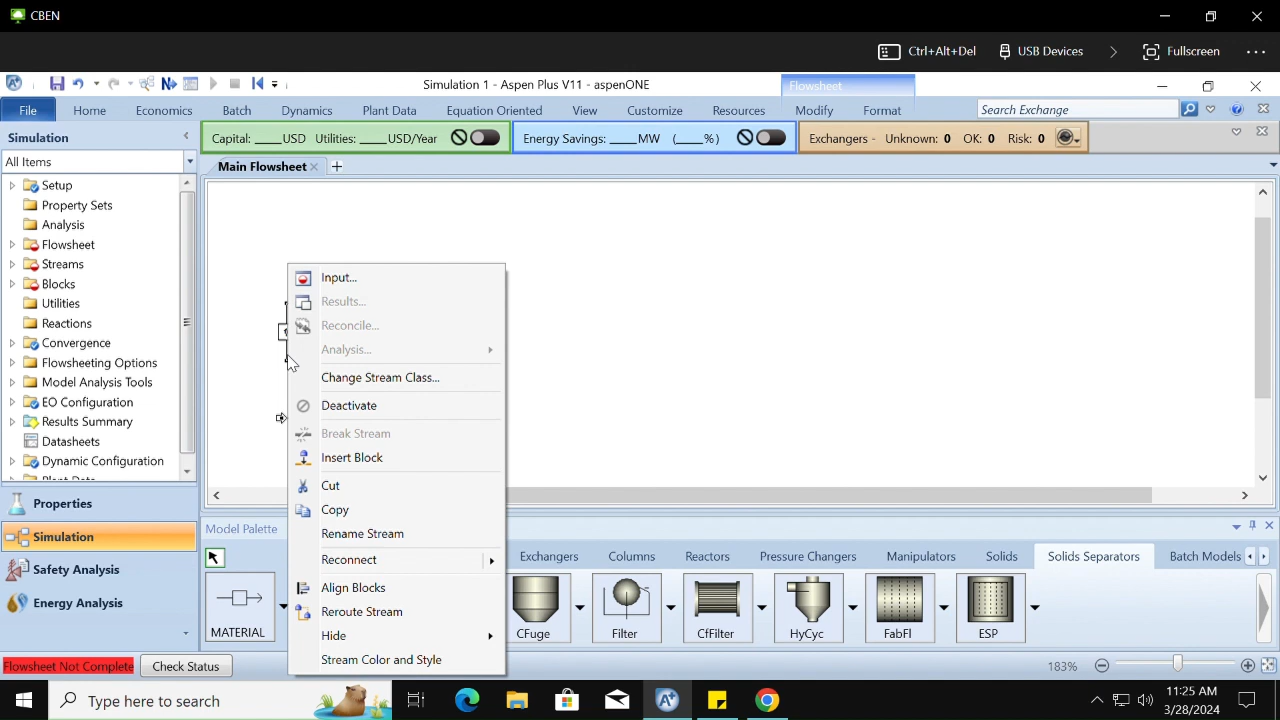 CBEN
Ctrl+Alt+Del USB Devices Fullscreen
Simulation 1 - Aspen Plus V11 - aspenONE Flowsheet
File Home Economics Batch Dynamics Plant Data Equation Oriented View Customize Resources Modify Format Search Exchange
Simulation
Capital: ____USD Utilities: ____USD/Year Energy Savings: ____MW (____%) Exchangers - Unknown: 0 OK: 0 Risk: 0
All Items
Main Flowsheet
Setup
Property Sets
Analysis
Flowsheet
Streams
Blocks
Utilities
Reactions
Convergence
Flowsheeting Options
Model Analysis Tools
EO Configuration
Results Summary
Datasheets
Dynamic Configuration
Properties
Simulation
Safety Analysis
Energy Analysis
Input...
Results...
Reconcile...
Analysis...
Change Stream Class...
Deactivate
Break Stream
Insert Block
Cut
Copy
Rename Stream
Reconnect
Align Blocks
Reroute Stream
Hide
Stream Color and Style
Model Palette
Exchangers Columns Reactors Pressure Changers Manipulators Solids Solids Separators Batch Models
MATERIAL CFuge Filter CfFilter HyCyc FabFl ESP
Flowsheet Not Complete Check Status 183%
Type here to search
11:25 AM
3/28/2024